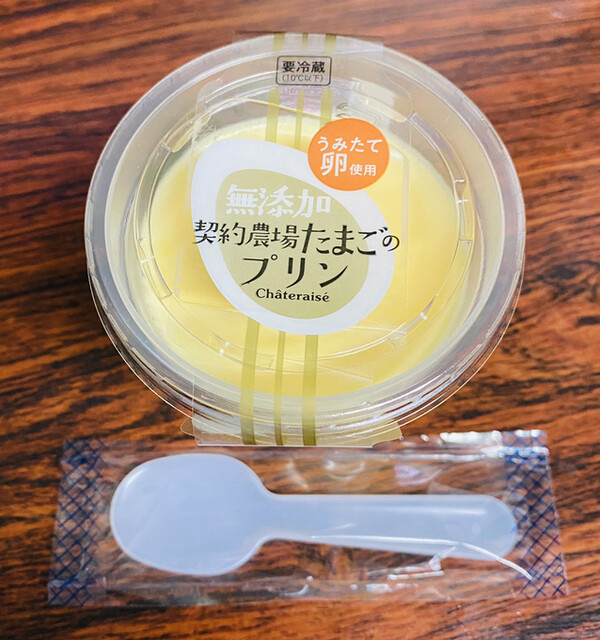 要冷蔵
(10℃以下)
うみたて
卵使用
無添加
契約農場たまごの
プリン
Châteraisé